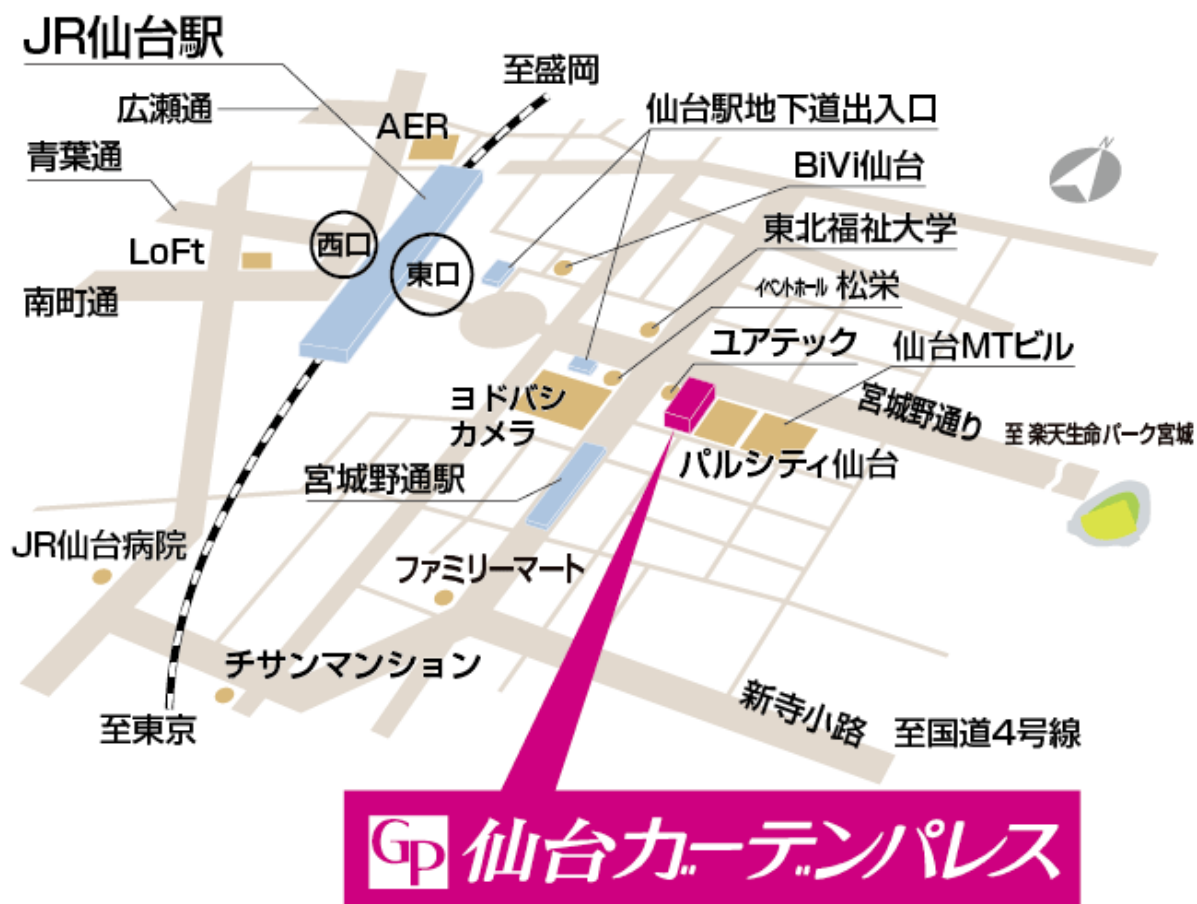 JR仙台駅
至盛岡
広瀬通
AER
仙台駅地下道出入口
N
青葉通
BiVi仙台
LoFt
西口
東口
東北福祉大学
イベントホール 松栄
南町通
ユアテック
仙台MTビル
ヨドバシ
カメラ
宮城野通り
至 楽天生命パーク宮城
宮城野通駅
パルシティ仙台
JR仙台病院
ファミリーマート
チサンマンション
新寺小路
至国道4号線
至東京
GP 仙台ガーデンパレス